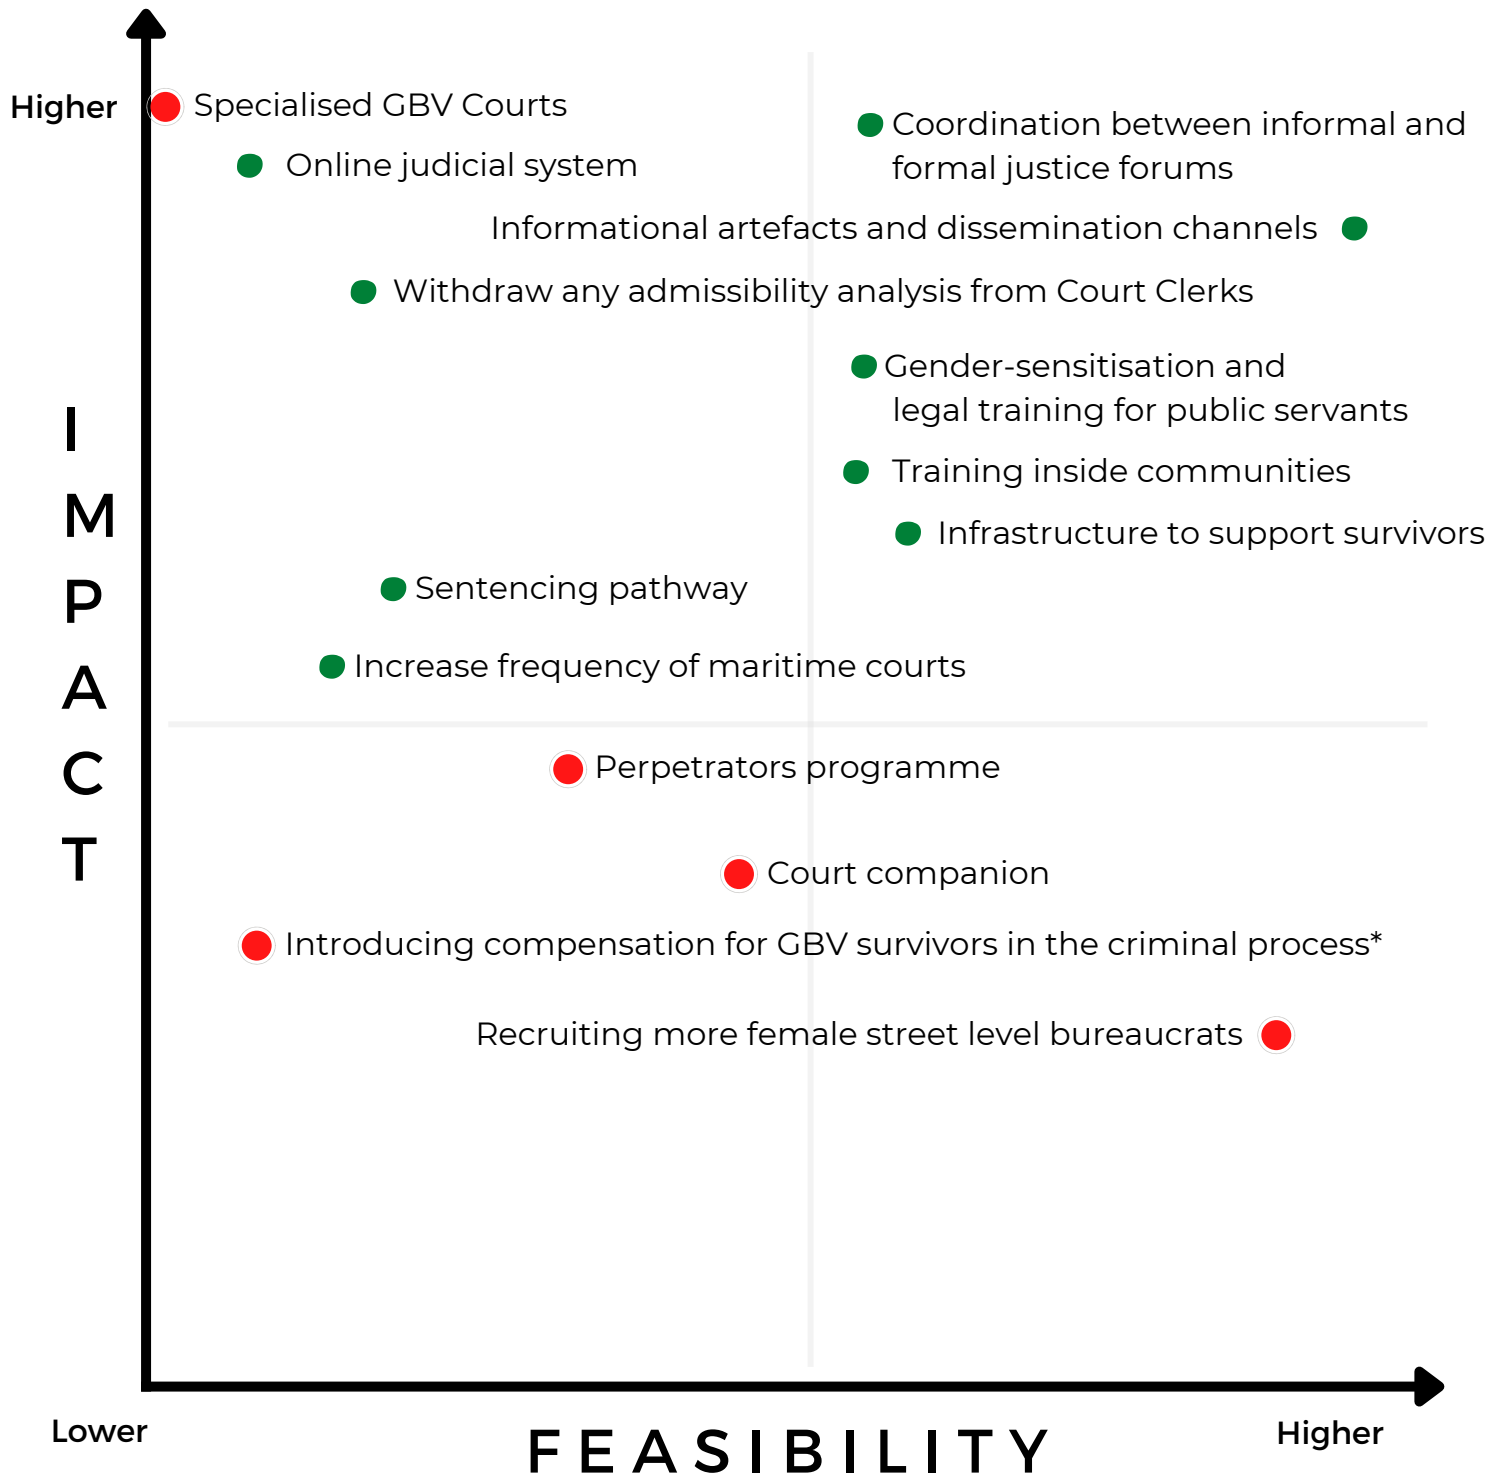 Higher
Specialised GBV Courts
Coordination between informal and
formal justice forums
Online judicial system
Informational artefacts and dissemination channels
Withdraw any admissibility analysis from Court Clerks
Gender-sensitisation and
legal training for public servants
Training inside communities
Infrastructure to support survivors
Sentencing pathway
Increase frequency of maritime courts
IMPACT
Perpetrators programme
Court companion
Introducing compensation for GBV survivors in the criminal process*
Recruiting more female street level bureaucrats
Lower
FEASIBILITY
Higher